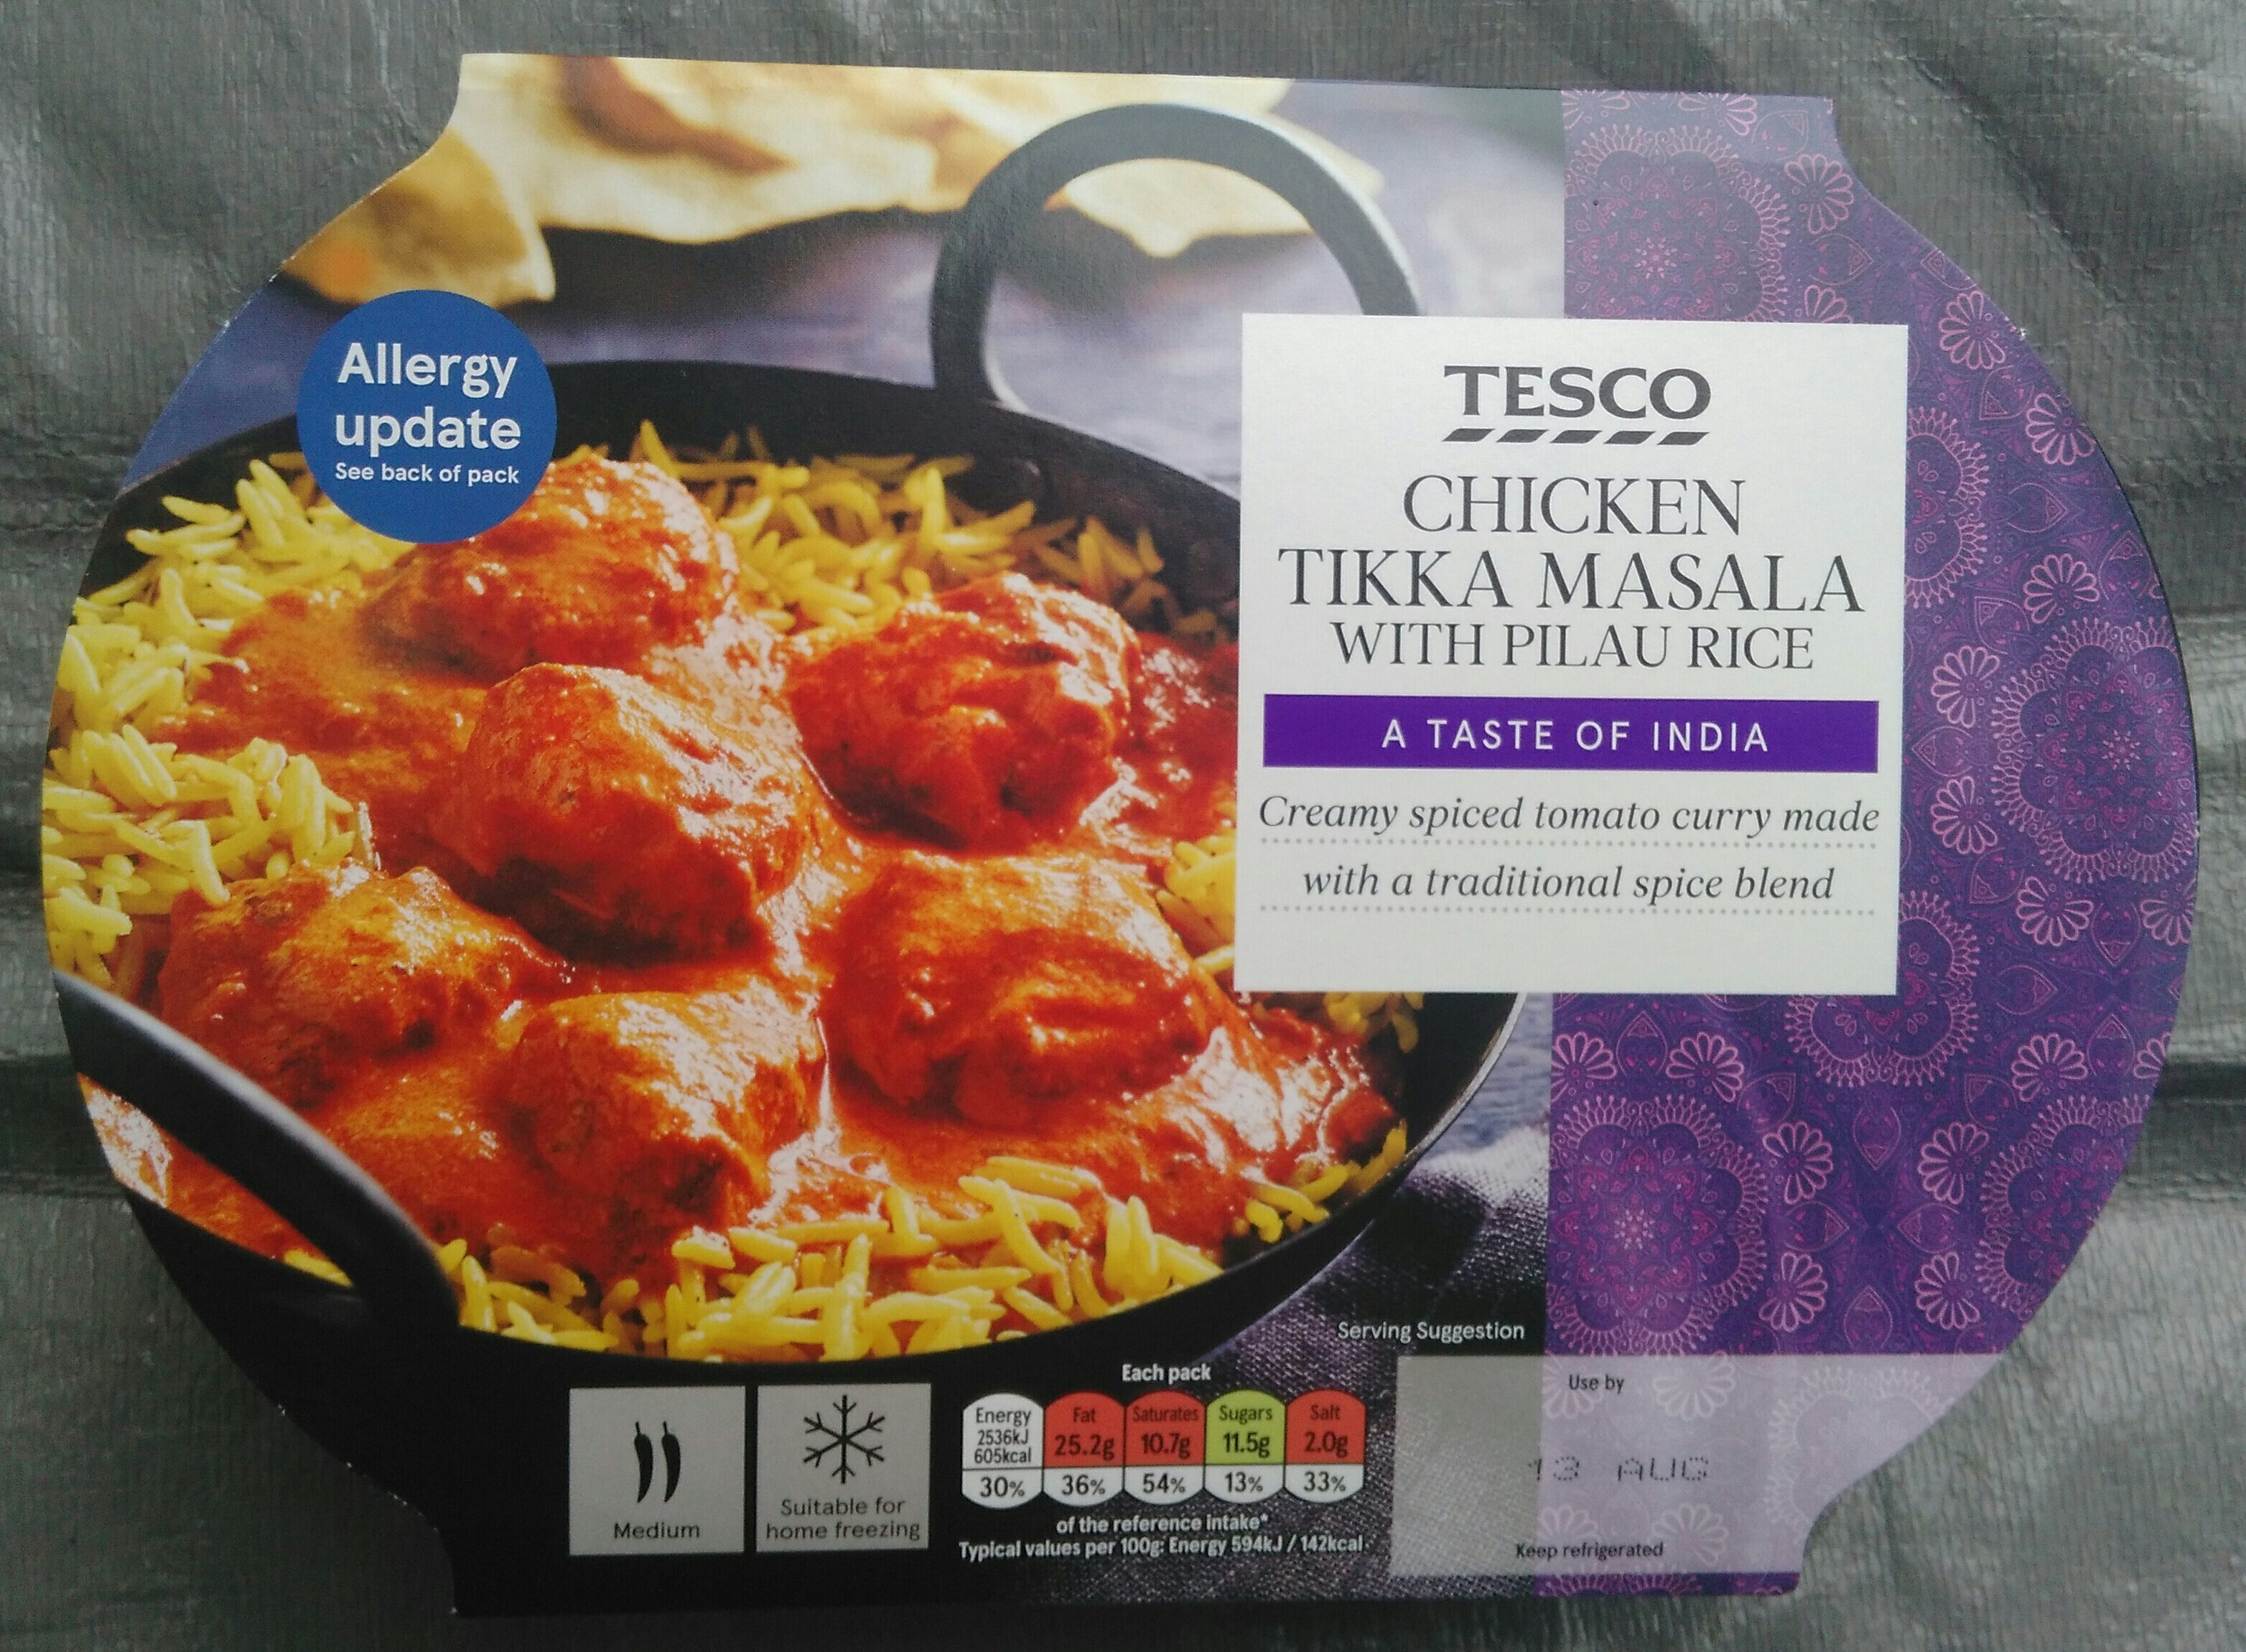 Allergy
update
See back of pack
TESCO
CHICKEN
TIKKA MASALA
WITH PILAU RICE
A TASTE OF INDIA
Creamy spiced tomato curry made
with a traditional spice blend
Serving Suggestion
Medium
Suitable for
home freezing
Each pack
Energy
2536kJ
605kcal
30%
Fat
25.2g
36%
Saturates
10.7g
54%
Sugars
11.5g
13%
Salt
2.0g
33%
of the reference intake*
Typical values per 100g: Energy 594kJ / 142kcal
Use by
13 AUG
Keep refrigerated